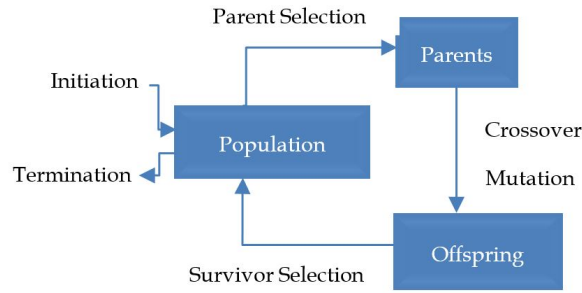 Parent Selection
Parents
Initiation
Population
Crossover
Termination
Mutation
Offspring
Survivor Selection